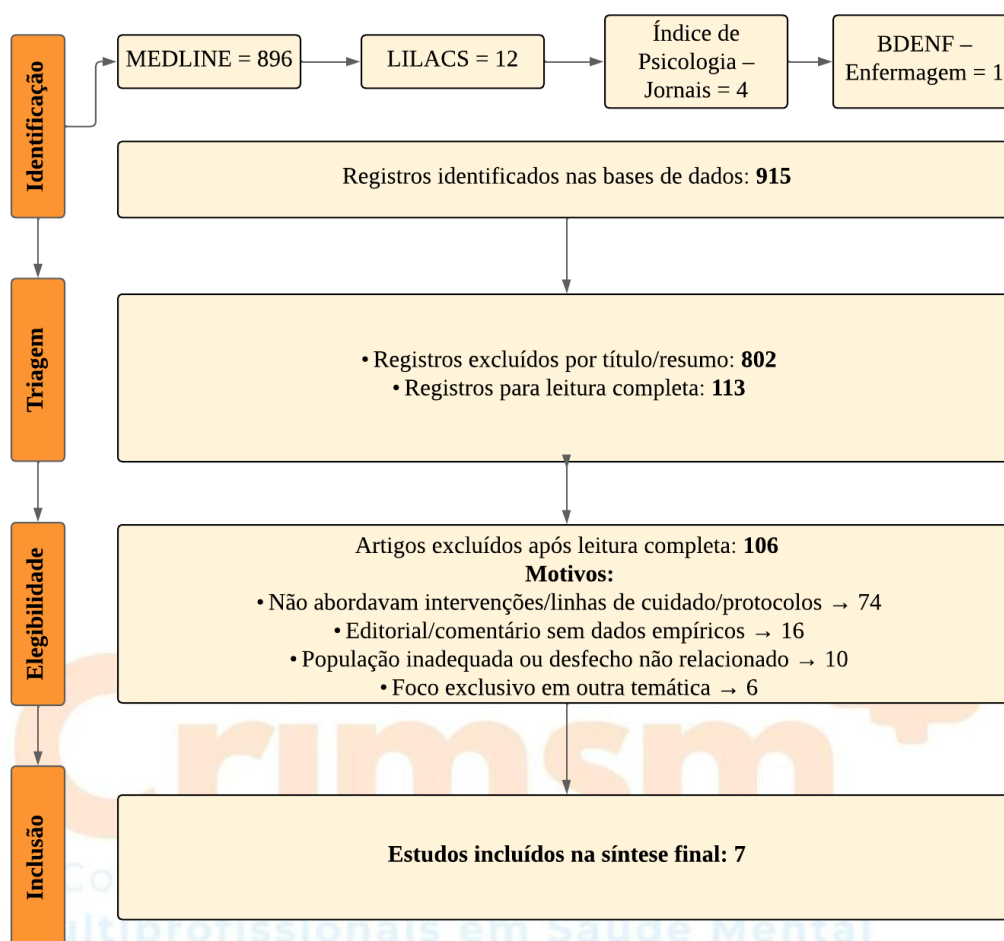 Identificação
MEDLINE = 896
LILACS = 12
Índice de
Psicologia –
Jornais = 4
BDENF –
Enfermagem = 1
Registros identificados nas bases de dados: 915
Triagem
• Registros excluídos por título/resumo: 802
• Registros para leitura completa: 113
Elegibilidade
Artigos excluídos após leitura completa: 106
Motivos:
• Não abordavam intervenções/linhas de cuidado/protocolos → 74
• Editorial/comentário sem dados empíricos → 16
• População inadequada ou desfecho não relacionado → 10
• Foco exclusivo em outra temática → 6
Inclusão
Estudos incluídos na síntese final: 7
Crimsm
em Saúde Mental